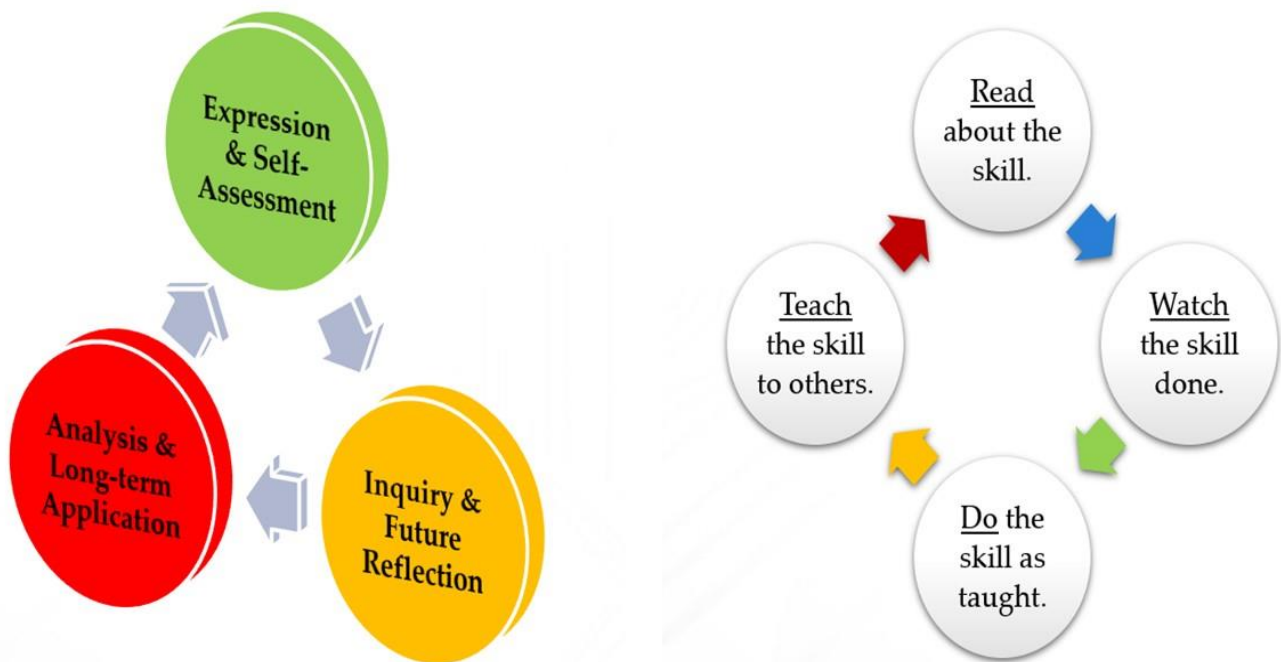 Expression
& Self-
Assessment
Inquiry &
Future
Reflection
Analysis &
Long-term
Application
Read
about the
skill.
Watch
the skill
done.
Do the
skill as
taught.
Teach
the skill
to others.